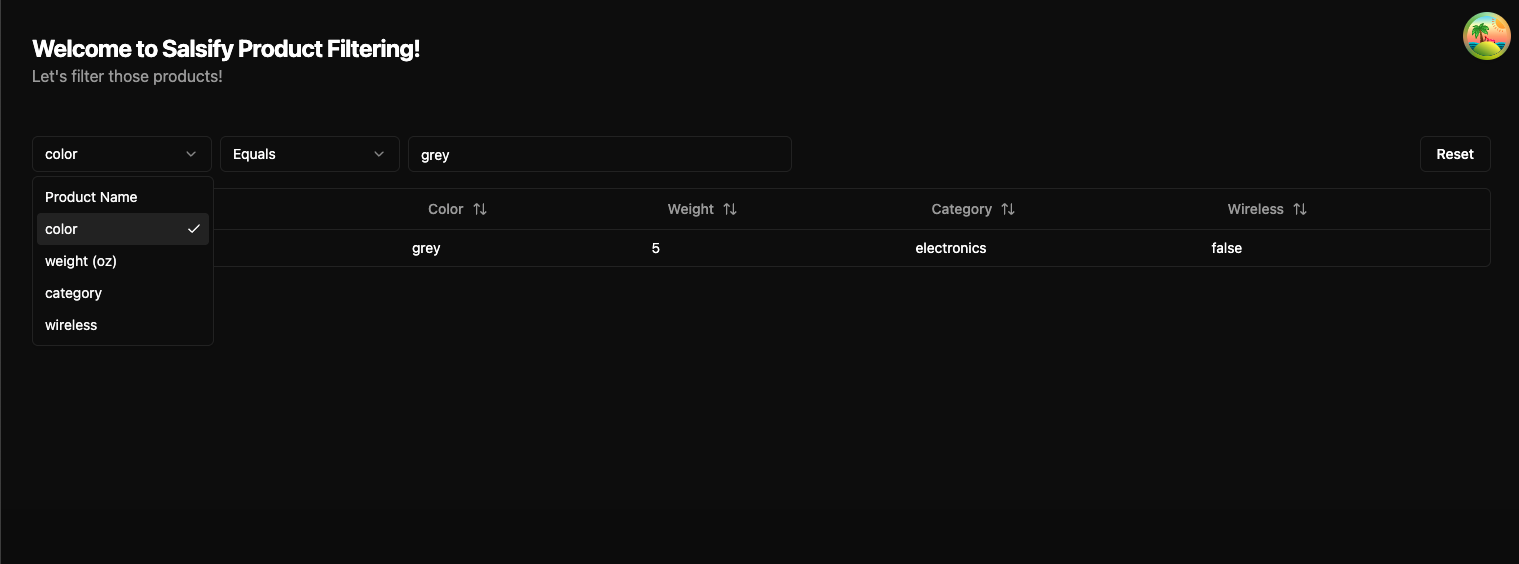 Welcome to Salsify Product Filtering!
Let's filter those products!
color Equals grey Reset
Product Name
color
weight (oz)
category
wireless
Color Weight Category Wireless
grey 5 electronics false